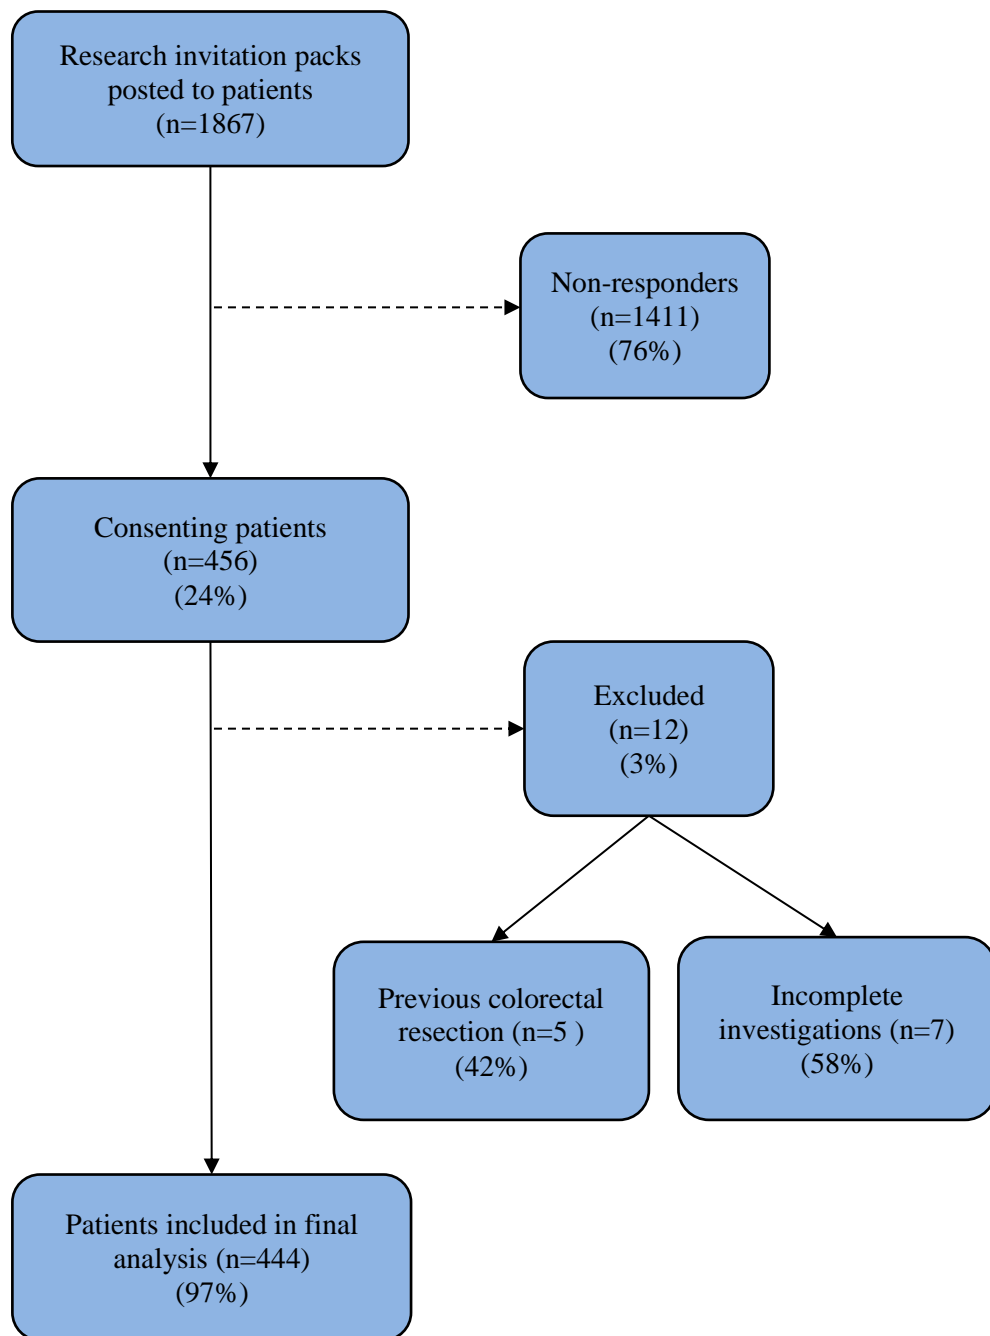 Research invitation packs
posted to patients
(n=1867)
Non-responders
(n=1411)
(76%)
Consenting patients
(n=456)
(24%)
Excluded
(n=12)
(3%)
Previous colorectal
resection (n=5 )
(42%)
Incomplete
investigations (n=7)
(58%)
Patients included in final
analysis (n=444)
(97%)